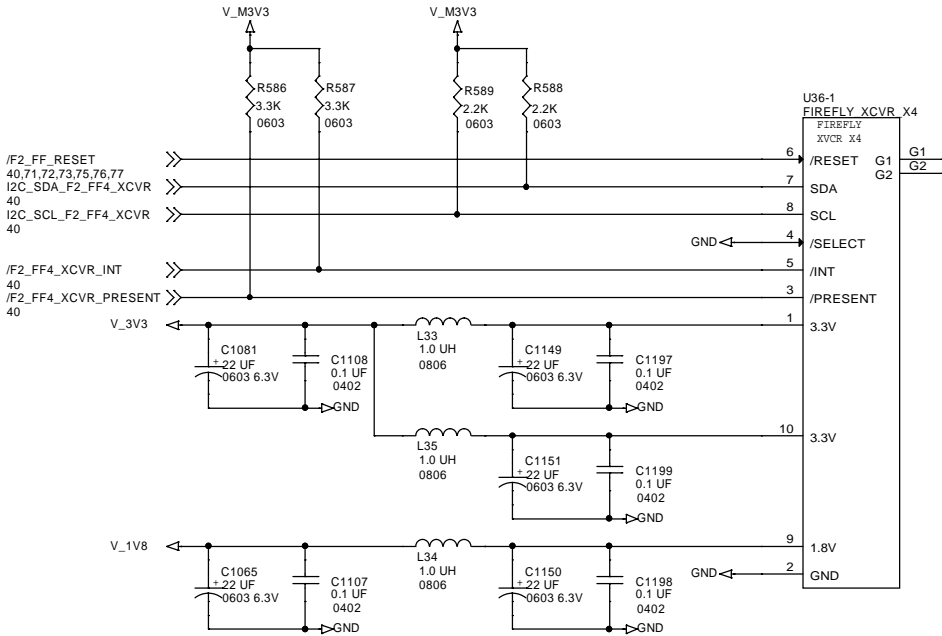 V_M3V3
V_M3V3
R586
3.3K
0603
R587
3.3K
0603
R589
2.2K
0603
R588
2.2K
0603
U36-1
FIREFLY_XCVR_X4
FIREFLY
XVCR X4
/F2_FF_RESET
40,71,72,73,75,76,77
6
/RESET
G1
G1
G2
G2
I2C_SDA_F2_FF4_XCVR
40
7
SDA
I2C_SCL_F2_FF4_XCVR
40
8
SCL
GND
4
/SELECT
/F2_FF4_XCVR_INT
40
5
/INT
/F2_FF4_XCVR_PRESENT
40
3
/PRESENT
V_3V3
1
3.3V
C1081
+ 22 UF
0603 6.3V
C1108
0.1 UF
0402
GND
L33
1.0 UH
0806
C1149
+ 22 UF
0603 6.3V
C1197
0.1 UF
0402
GND
10
3.3V
L35
1.0 UH
0806
C1151
+ 22 UF
0603 6.3V
C1199
0.1 UF
0402
GND
V_1V8
9
1.8V
C1065
+ 22 UF
0603 6.3V
C1107
0.1 UF
0402
GND
L34
1.0 UH
0806
C1150
+ 22 UF
0603 6.3V
C1198
0.1 UF
0402
GND
GND
2
GND